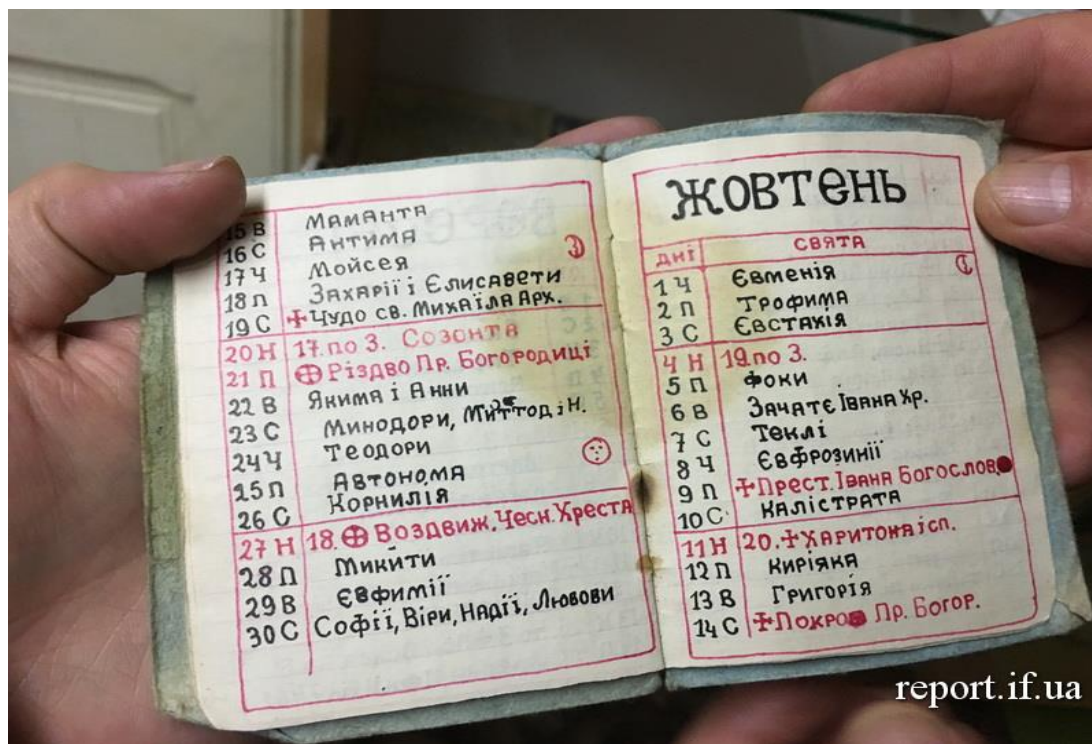 15 В Маманта
16 С Антима
17 Ч Мойсея
18 П Захарії і Єлисавети
19 С Чудо св. Михаїла Арх.
20 Н 17. по З. Созонта
21 П Різдво Пр. Богородиці
22 В Якима і Анни
23 С Минодори, Митрод і Н.
24 Ч Теодори
25 П Автонома
26 С Корнилія
27 Н 18. Воздвиж. Чесн. Хреста
28 П Микити
29 В Євфимії
30 С Софії, Віри, Надії, Любови
ЖОВТЕНЬ
ДНІ СВЯТА
1 Ч Євменія
2 П Трофима
3 С Євстахія
4 Н 19. по З.
5 П Фоки
6 В Зачатє Івана Хр.
7 С Теклі
8 Ч Євфрозинії
9 П Прест. Івана Богослов.
10 С Калістрата
11 Н 20. Харитона ісп.
12 П Киріяка
13 В Григорія
14 С Покров Пр. Богор.
report.if.ua